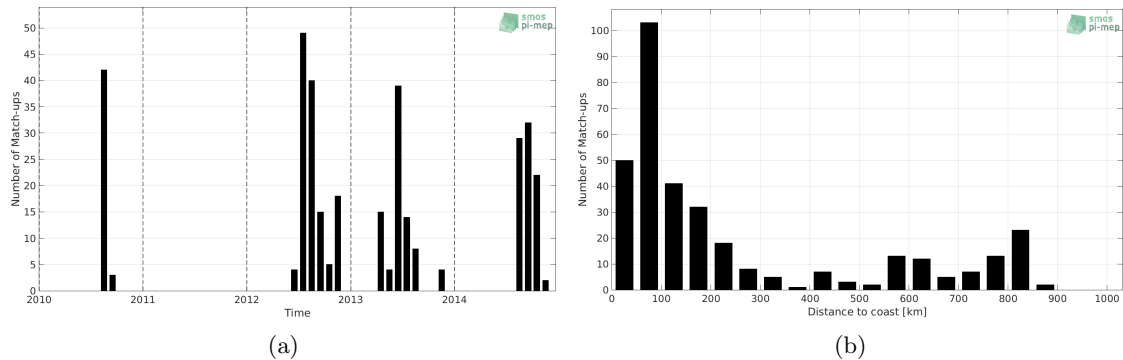 smos
pi-mep
50
45
40
35
30
25
20
15
10
5
0
Number of Match-ups
2010 2011 2012 2013 2014
Time
(a)
smos
pi-mep
100
90
80
70
60
50
40
30
20
10
0
Number of Match-ups
0 100 200 300 400 500 600 700 800 900 1000
Distance to coast [km]
(b)